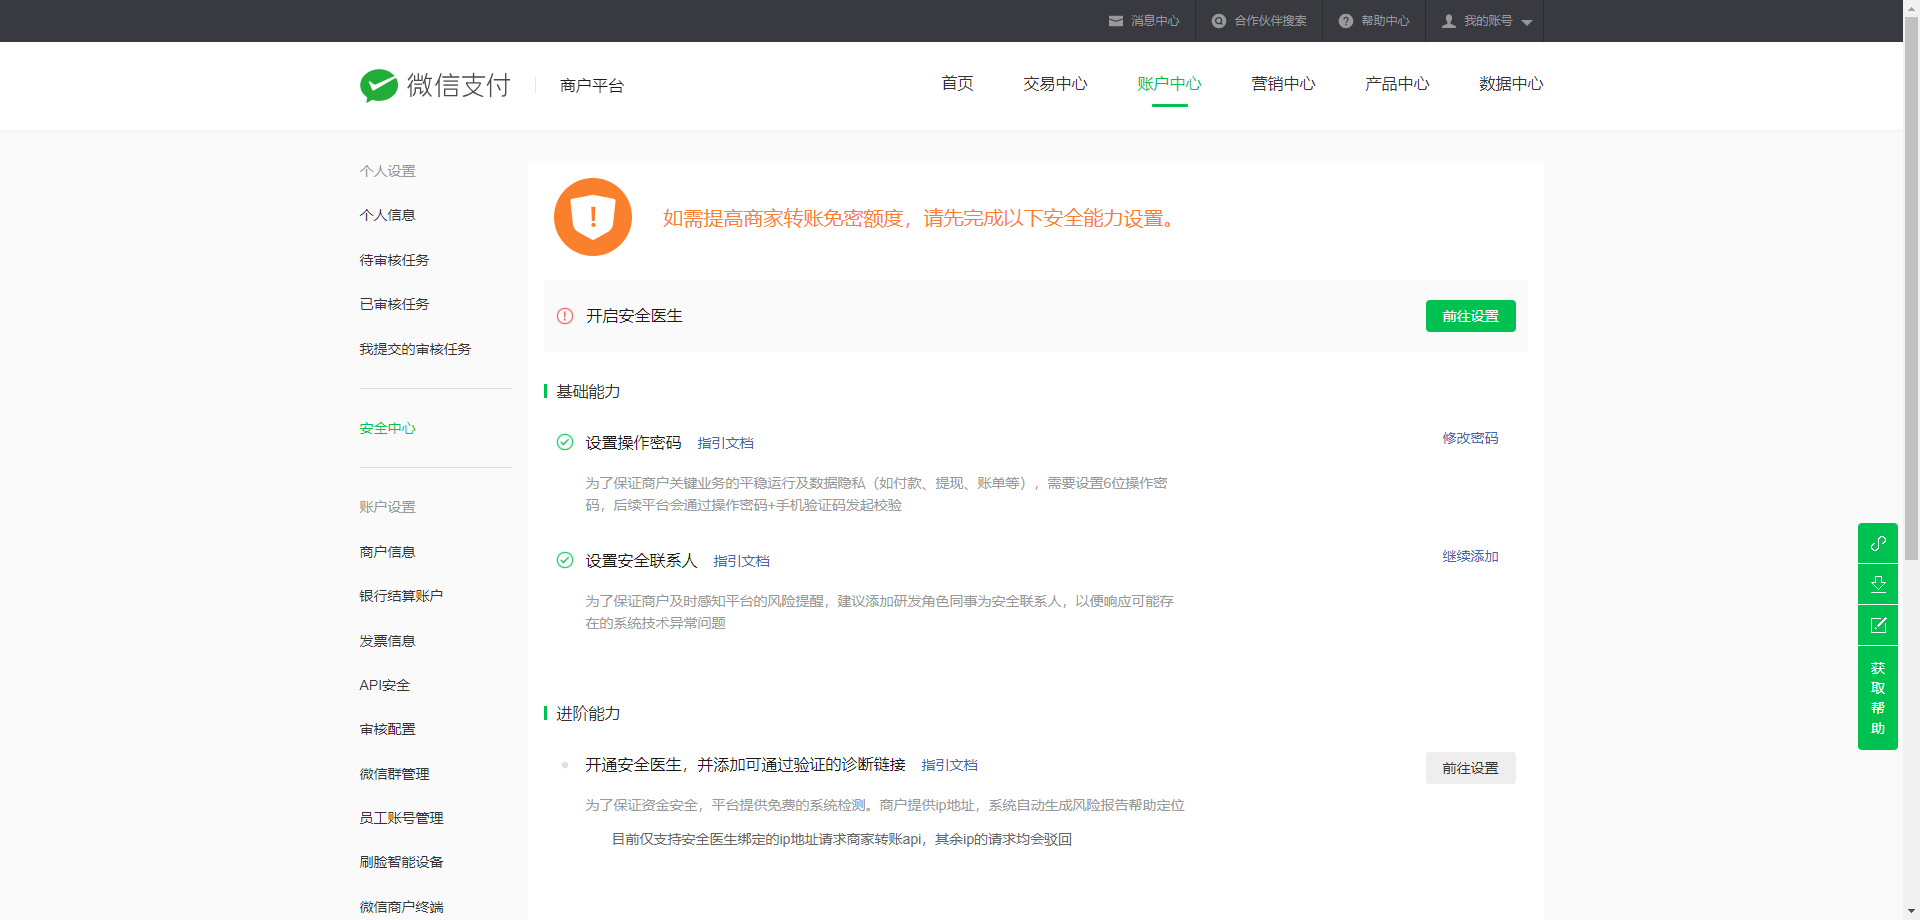 消息中心
合作伙伴搜索
帮助中心
我的账号
微信支付
商户平台
首页
交易中心
账户中心
营销中心
产品中心
数据中心
个人设置
个人信息
待审核任务
已审核任务
我提交的审核任务
安全中心
账户设置
商户信息
银行结算账户
发票信息
API安全
审核配置
微信群管理
员工账号管理
刷脸智能设备
微信商户终端
如需提高商家转账免密额度，请先完成以下安全能力设置。
开启安全医生
前往设置
基础能力
设置操作密码 指引文档
修改密码
为了保证商户关键业务的平稳运行及数据隐私（如付款、提现、账单等），需要设置6位操作密
码，后续平台会通过操作密码+手机验证码发起校验
设置安全联系人 指引文档
继续添加
为了保证商户及时感知平台的风险提醒，建议添加研发角色同事为安全联系人，以便响应可能存
在的系统技术异常问题
进阶能力
开通安全医生，并添加可通过验证的诊断链接 指引文档
前往设置
为了保证资金安全，平台提供免费的系统检测。商户提供ip地址，系统自动生成风险报告帮助定位
目前仅支持安全医生绑定的ip地址请求商家转账api，其余ip的请求均会驳回
获
取
帮
助